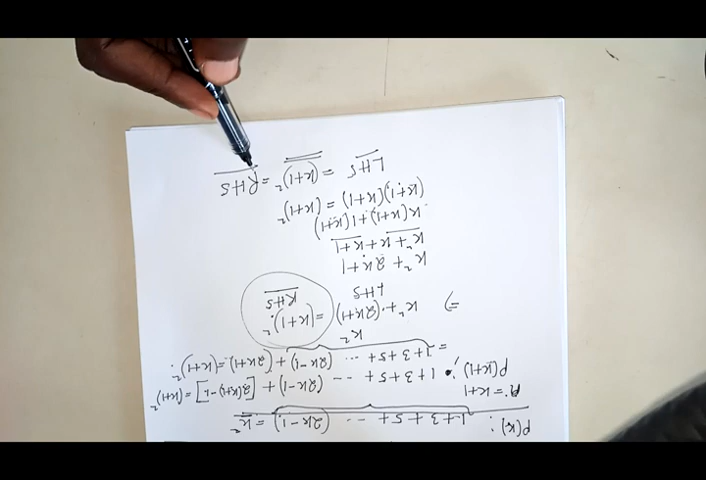 P(k): 1+3+5+ ... (2k-1) = k²
n = k+1
P(k+1): 1+3+5+ ... (2k-1) + [2(k+1)-1] = (k+1)²
= 1+3+5+ ... (2k-1) + (2k+1) = (k+1)²
k²
⇒ k²+(2k+1) = (k+1)²
LHS RHS
k²+2k+1
k²+k+k+1
k(k+1)+1(k+1)
(k+1)(k+1) = (k+1)²
LHS = (k+1)² = RHS